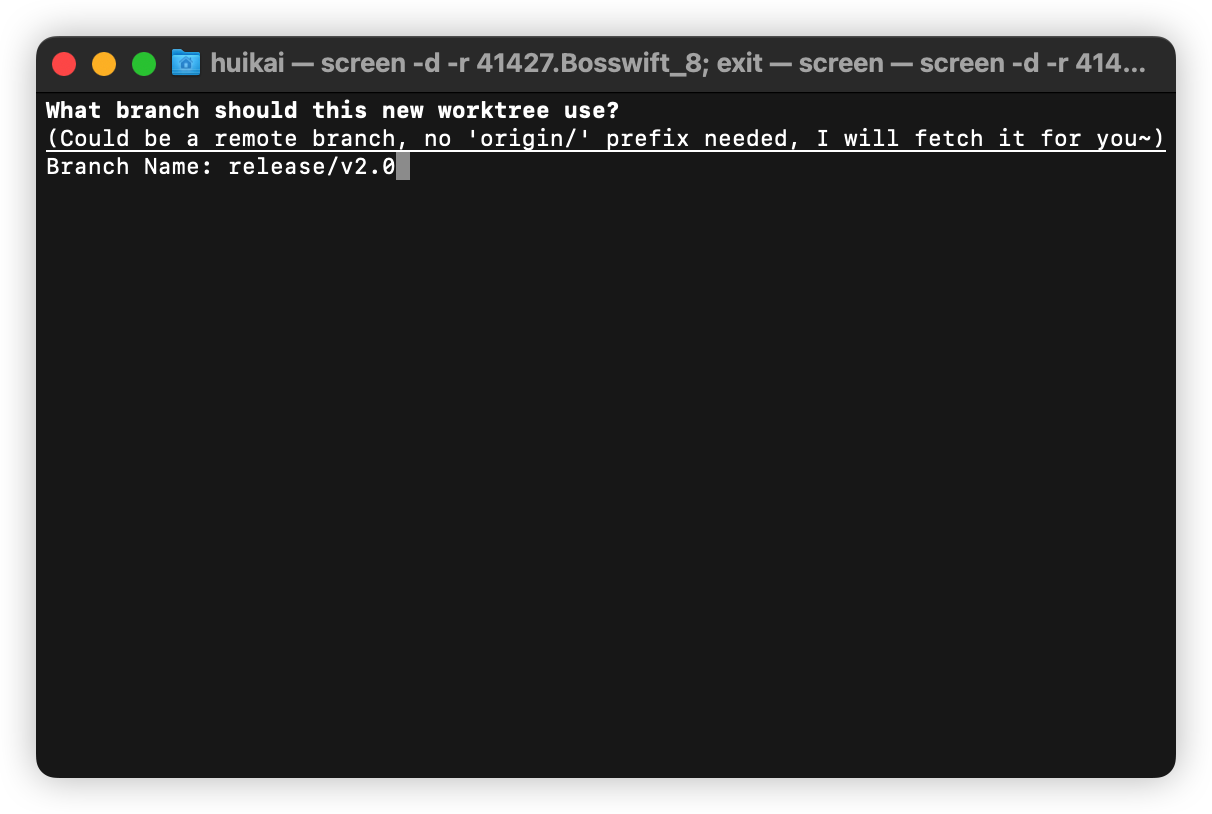 huikai — screen -d -r 41427.Bosswift_8; exit — screen — screen -d -r 414...
What branch should this new worktree use?
(Could be a remote branch, no 'origin/' prefix needed, I will fetch it for you~)
Branch Name: release/v2.0